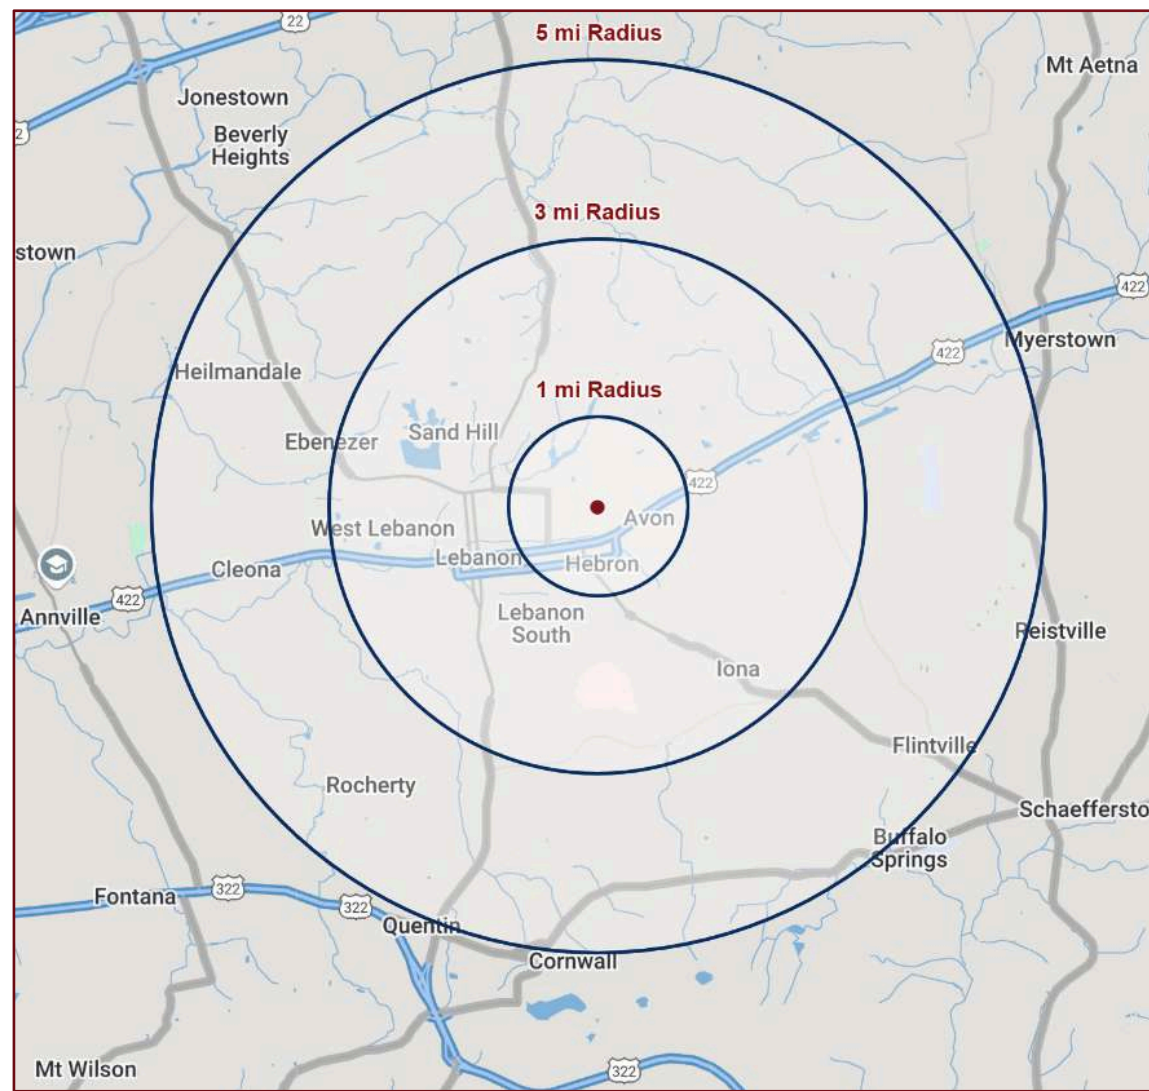 22
5 mi Radius
Mt Aetna
Jonestown
2
Beverly
Heights
3 mi Radius
stown
422
Myerstown
422
Heilmandale
1 mi Radius
Sand Hill
Ebenezer
422
Avon
West Lebanon
Lebanon
Hebron
Cleona
422
Annville
Lebanon
South
Reistville
Iona
Flintville
Rocherty
Schaeffersto
Buffalo
Springs
Fontana
322
322
Quentin
Cornwall
Mt Wilson
322